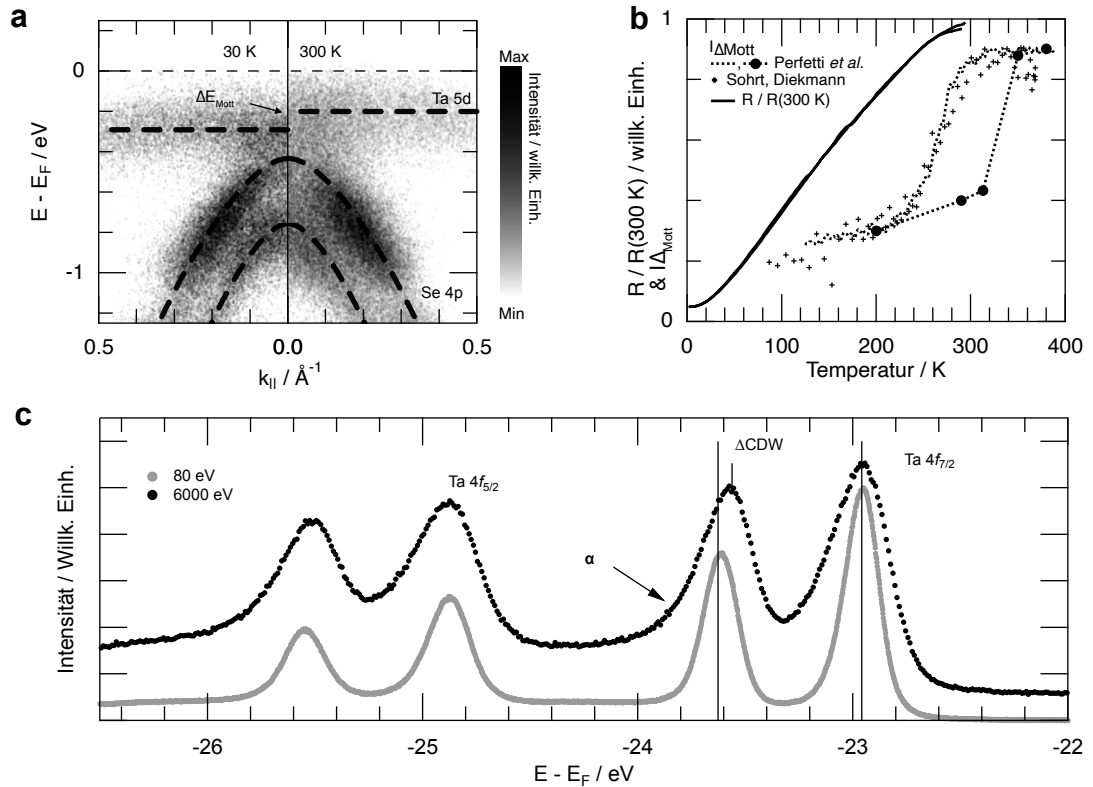 a
30 K
300 K
0
ΔE_Mott
Ta 5d
-1
Se 4p
E - E_F / eV
0.5
0.0
0.5
k_|| / Å⁻¹
Max
Intensität / willk. Einh.
Min
b
1
IΔMott
, Perfetti et al.
Sohrt, Diekmann
R / R(300 K)
R / R(300 K) / willk. Einh.
& IΔ_Mott
0
0
100
200
300
400
Temperatur / K
c
80 eV
6000 eV
Ta 4f_5/2
α
ΔCDW
Ta 4f_7/2
Intensität / Willk. Einh.
-26
-25
-24
-23
-22
E - E_F / eV